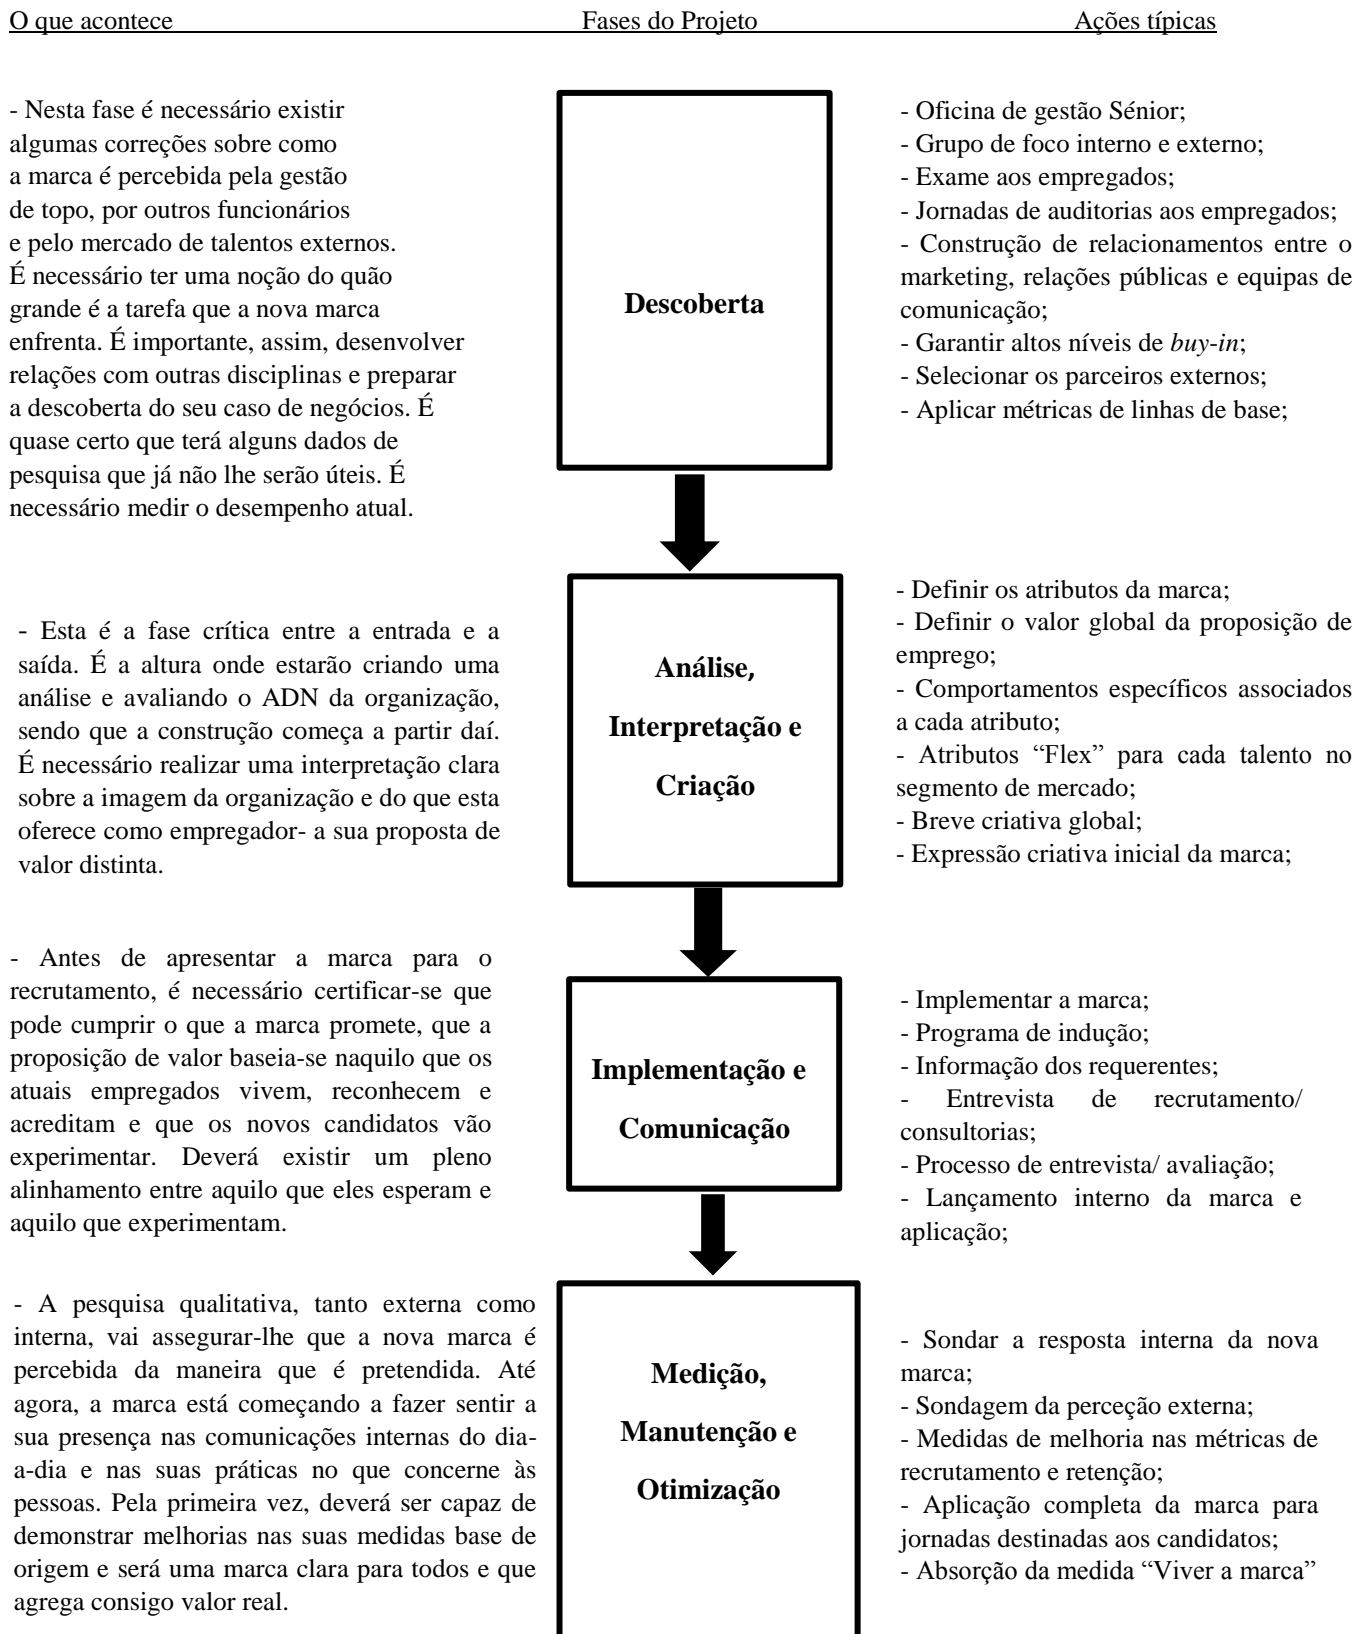 O que acontece Fases do Projeto Ações típicas
- Nesta fase é necessário existir
algumas correções sobre como
a marca é percebida pela gestão
de topo, por outros funcionários
e pelo mercado de talentos externos.
É necessário ter uma noção do quão
grande é a tarefa que a nova marca
enfrenta. É importante, assim, desenvolver
relações com outras disciplinas e preparar
a descoberta do seu caso de negócios. É
quase certo que terá alguns dados de
pesquisa que já não lhe serão úteis. É
necessário medir o desempenho atual.
Descoberta
- Oficina de gestão Sénior;
- Grupo de foco interno e externo;
- Exame aos empregados;
- Jornadas de auditorias aos empregados;
- Construção de relacionamentos entre o
marketing, relações públicas e equipas de
comunicação;
- Garantir altos níveis de buy-in;
- Selecionar os parceiros externos;
- Aplicar métricas de linhas de base;
- Esta é a fase crítica entre a entrada e a
saída. É a altura onde estarão criando uma
análise e avaliando o ADN da organização,
sendo que a construção começa a partir daí.
É necessário realizar uma interpretação clara
sobre a imagem da organização e do que esta
oferece como empregador- a sua proposta de
valor distinta.
Análise,
Interpretação e
Criação
- Definir os atributos da marca;
- Definir o valor global da proposição de
emprego;
- Comportamentos específicos associados
a cada atributo;
- Atributos “Flex” para cada talento no
segmento de mercado;
- Breve criativa global;
- Expressão criativa inicial da marca;
- Antes de apresentar a marca para o
recrutamento, é necessário certificar-se que
pode cumprir o que a marca promete, que a
proposição de valor baseia-se naquilo que os
atuais empregados vivem, reconhecem e
acreditam e que os novos candidatos vão
experimentar. Deverá existir um pleno
alinhamento entre aquilo que eles esperam e
aquilo que experimentam.
Implementação e
Comunicação
- Implementar a marca;
- Programa de indução;
- Informação dos requerentes;
- Entrevista de recrutamento/
consultorias;
- Processo de entrevista/ avaliação;
- Lançamento interno da marca e
aplicação;
- A pesquisa qualitativa, tanto externa como
interna, vai assegurar-lhe que a nova marca é
percebida da maneira que é pretendida. Até
agora, a marca está começando a fazer sentir a
sua presença nas comunicações internas do dia-
a-dia e nas suas práticas no que concerne às
pessoas. Pela primeira vez, deverá ser capaz de
demonstrar melhorias nas suas medidas base de
origem e será uma marca clara para todos e que
agrega consigo valor real.
Medição,
Manutenção e
Otimização
- Sondar a resposta interna da nova
marca;
- Sondagem da perceção externa;
- Medidas de melhoria nas métricas de
recrutamento e retenção;
- Aplicação completa da marca para
jornadas destinadas aos candidatos;
- Absorção da medida “Viver a marca”